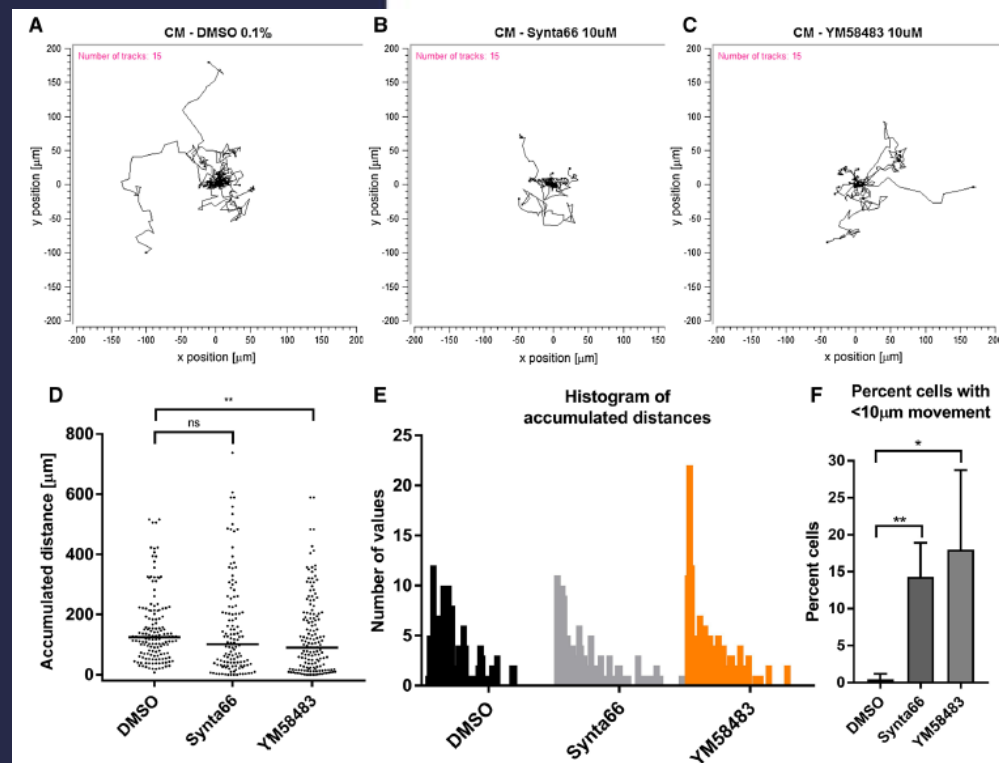 A
CM - DMSO 0.1%
Number of tracks: 15
y position [µm]
200
150
100
50
0
-50
-100
-150
-200
-200 -150 -100 -50 0 50 100 150 200
x position [µm]
B
CM - Synta66 10uM
Number of tracks: 15
y position [µm]
200
150
100
50
0
-50
-100
-150
-200
-200 -150 -100 -50 0 50 100 150
x position [µm]
C
CM - YM58483 10uM
Number of tracks: 15
y position [µm]
200
150
100
50
0
-50
-100
-150
-200
-200 -150 -100 -50 0 50 100 150 200
x position [µm]
D
**
ns
Accumulated distance [µm]
800
600
400
200
0
DMSO
Synta66
YM58483
E
Histogram of
accumulated distances
Number of values
25
20
15
10
5
0
DMSO
Synta66
YM58483
F
Percent cells with
<10µm movement
*
**
Percent cells
30
25
20
15
10
5
0
DMSO
Synta66
YM58483